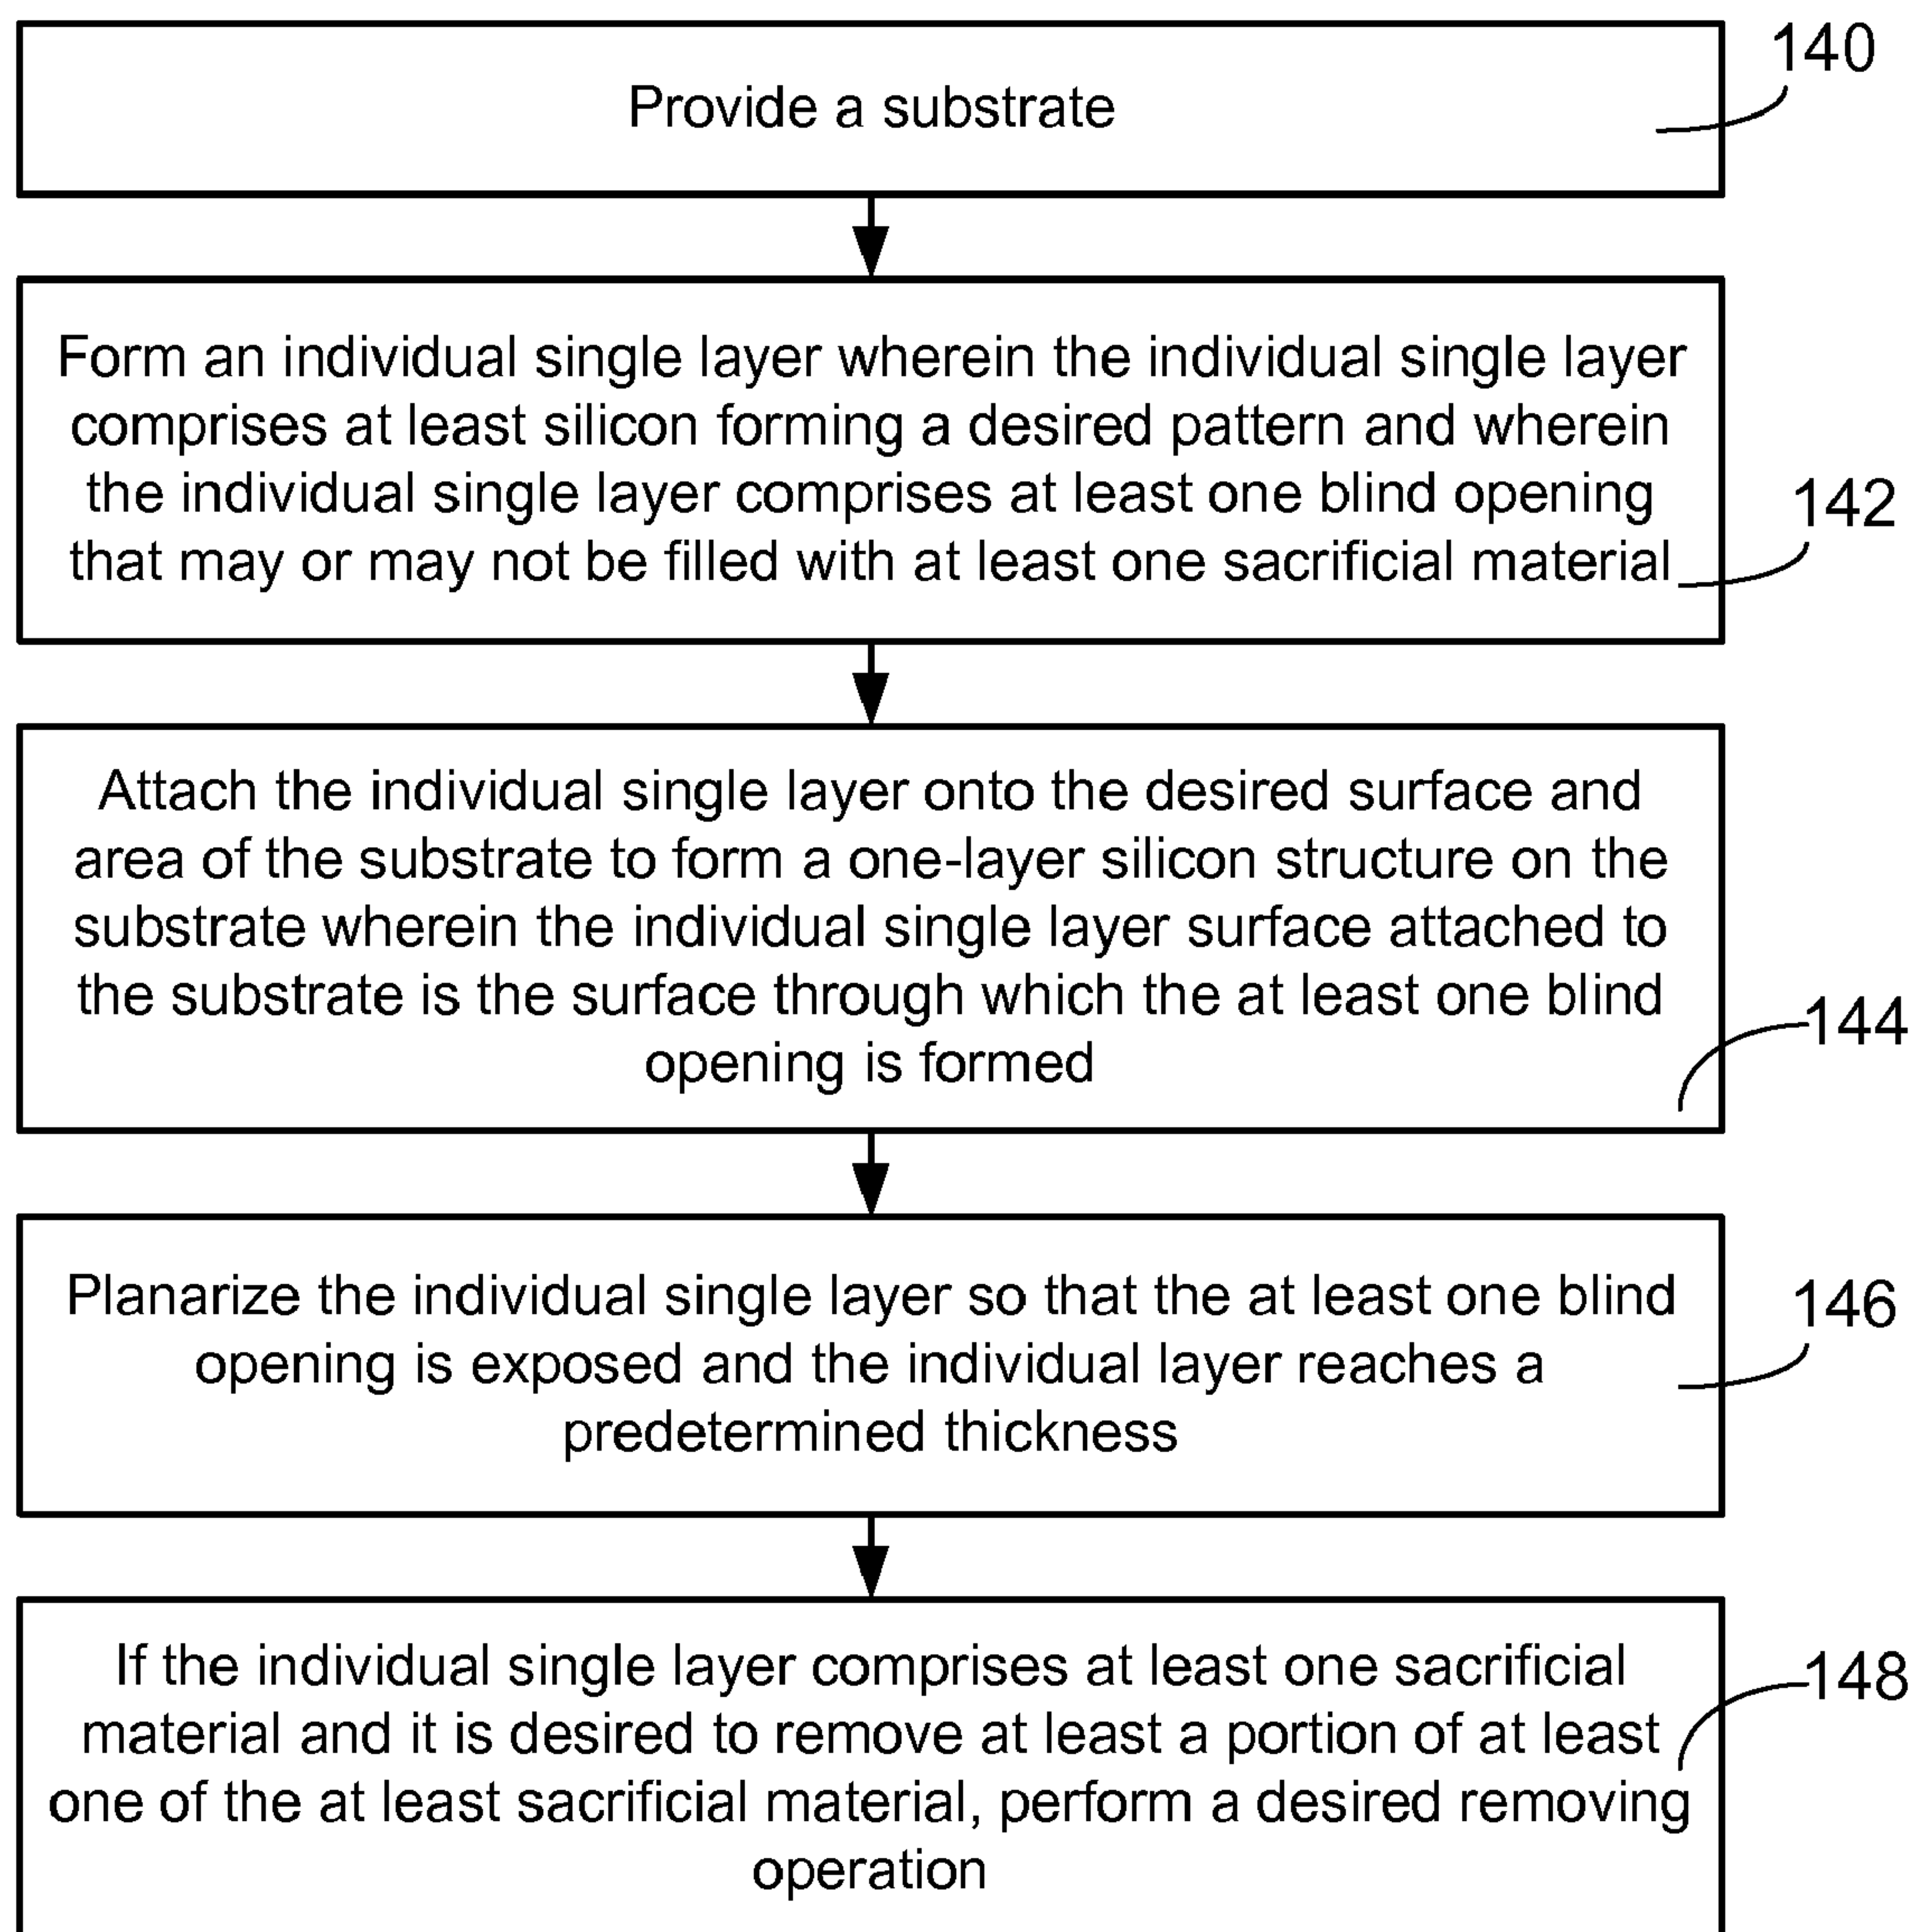 Provide a substrate
140
Form an individual single layer wherein the individual single layer
comprises at least silicon forming a desired pattern and wherein
the individual single layer comprises at least one blind opening
that may or may not be filled with at least one sacrificial material
142
Attach the individual single layer onto the desired surface and
area of the substrate to form a one-layer silicon structure on the
substrate wherein the individual single layer surface attached to
the substrate is the surface through which the at least one blind
opening is formed
144
Planarize the individual single layer so that the at least one blind
opening is exposed and the individual layer reaches a
predetermined thickness
146
If the individual single layer comprises at least one sacrificial
material and it is desired to remove at least a portion of at least
one of the at least sacrificial material, perform a desired removing
operation
148